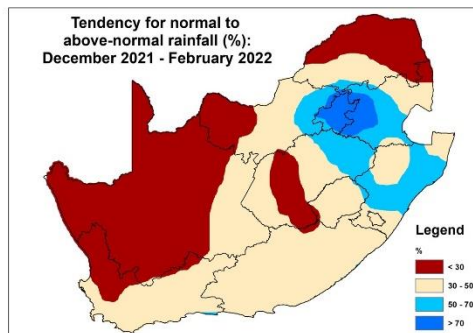 Tendency for normal to
above-normal rainfall (%):
December 2021 - February 2022
Legend
%
< 30
30 - 50
50 - 70
> 70